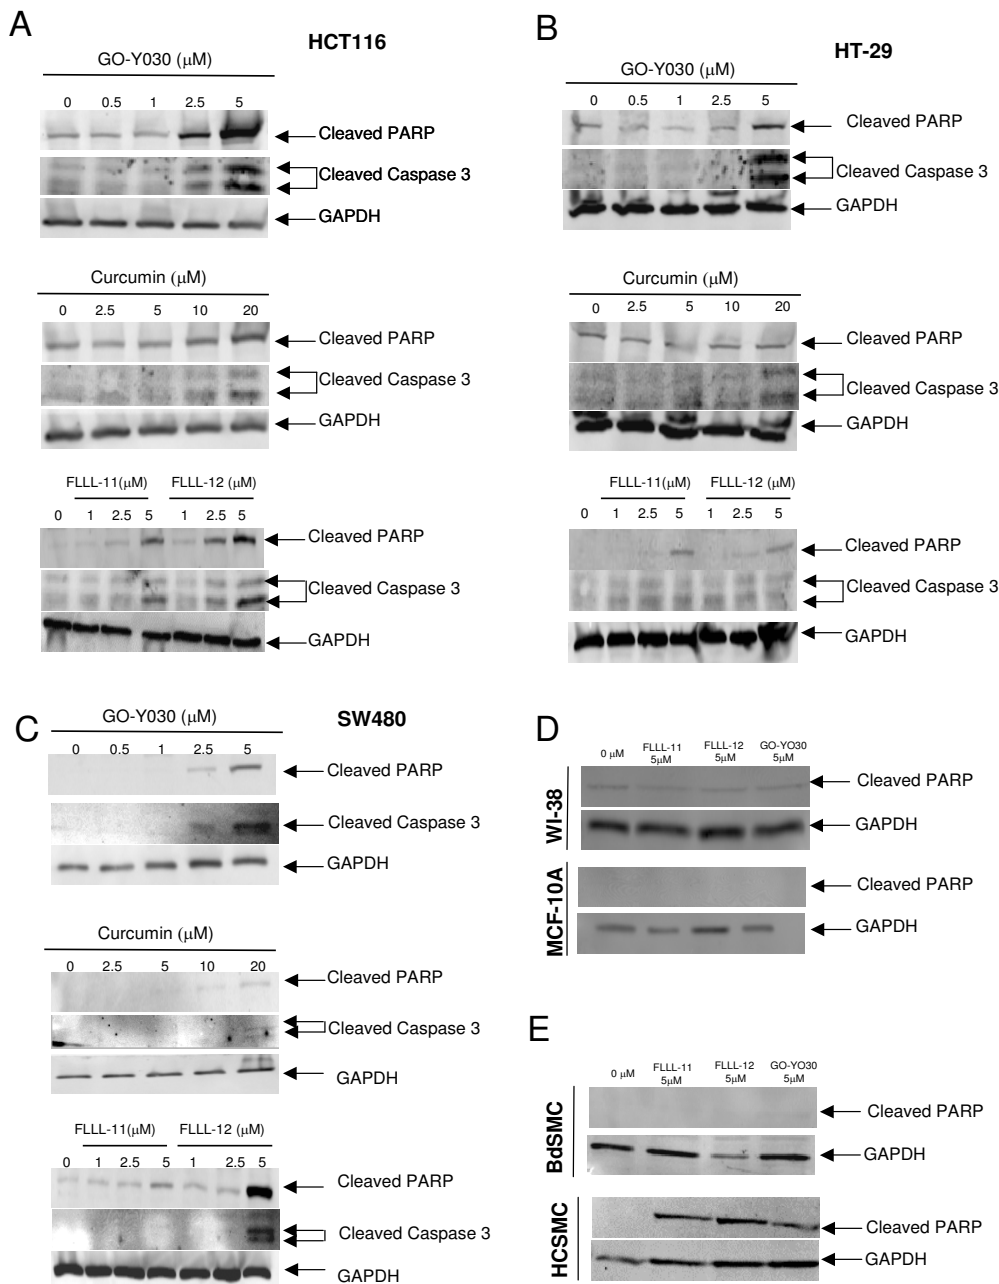 A
HCT116
GO-Y030 (µM)
0 0.5 1 2.5 5
Cleaved PARP
Cleaved Caspase 3
GAPDH
Curcumin (µM)
0 2.5 5 10 20
Cleaved PARP
Cleaved Caspase 3
GAPDH
FLLL-11(µM) FLLL-12 (µM)
0 1 2.5 5 1 2.5 5
Cleaved PARP
Cleaved Caspase 3
GAPDH
B
HT-29
GO-Y030 (µM)
0 0.5 1 2.5 5
Cleaved PARP
Cleaved Caspase 3
GAPDH
Curcumin (µM)
0 2.5 5 10 20
Cleaved PARP
Cleaved Caspase 3
GAPDH
FLLL-11(µM) FLLL-12 (µM)
0 1 2.5 5 1 2.5 5
Cleaved PARP
Cleaved Caspase 3
GAPDH
C
SW480
GO-Y030 (µM)
0 0.5 1 2.5 5
Cleaved PARP
Cleaved Caspase 3
GAPDH
Curcumin (µM)
0 2.5 5 10 20
Cleaved PARP
Cleaved Caspase 3
GAPDH
FLLL-11(µM) FLLL-12 (µM)
0 1 2.5 5 1 2.5 5
Cleaved PARP
Cleaved Caspase 3
GAPDH
D
0 µM FLLL-11 FLLL-12 GO-YO30
5µM 5µM 5µM
WI-38
Cleaved PARP
GAPDH
MCF-10A
Cleaved PARP
GAPDH
E
0 µM FLLL-11 FLLL-12 GO-YO30
5µM 5µM 5µM
BdSMC
Cleaved PARP
GAPDH
HCSMC
Cleaved PARP
GAPDH